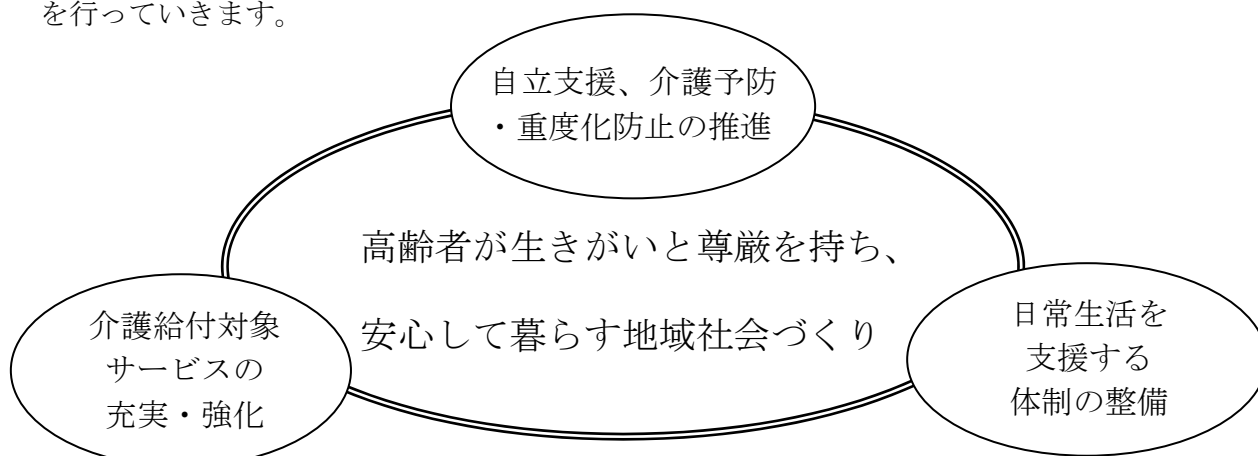 を行っていきます。
自立支援、介護予防
・重度化防止の推進
高齢者が生きがいと尊厳を持ち、
安心して暮らす地域社会づくり
介護給付対象
サービスの
充実・強化
日常生活を
支援する
体制の整備